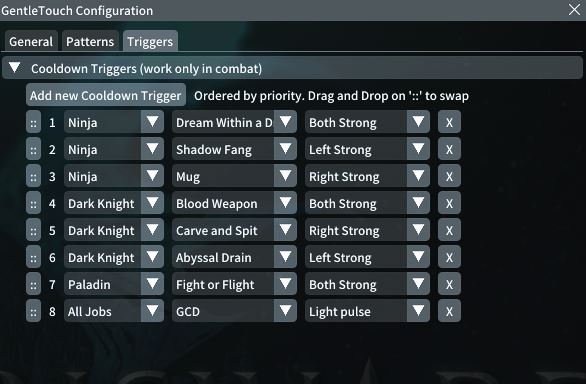 GentleTouch Configuration
General Patterns Triggers
Cooldown Triggers (work only in combat)
Add new Cooldown Trigger Ordered by priority. Drag and Drop on '::' to swap
:: 1 Ninja Dream Within a D Both Strong X
:: 2 Ninja Shadow Fang Left Strong X
:: 3 Ninja Mug Right Strong X
:: 4 Dark Knight Blood Weapon Both Strong X
:: 5 Dark Knight Carve and Spit Right Strong X
:: 6 Dark Knight Abyssal Drain Left Strong X
:: 7 Paladin Fight or Flight Both Strong X
:: 8 All Jobs GCD Light pulse X